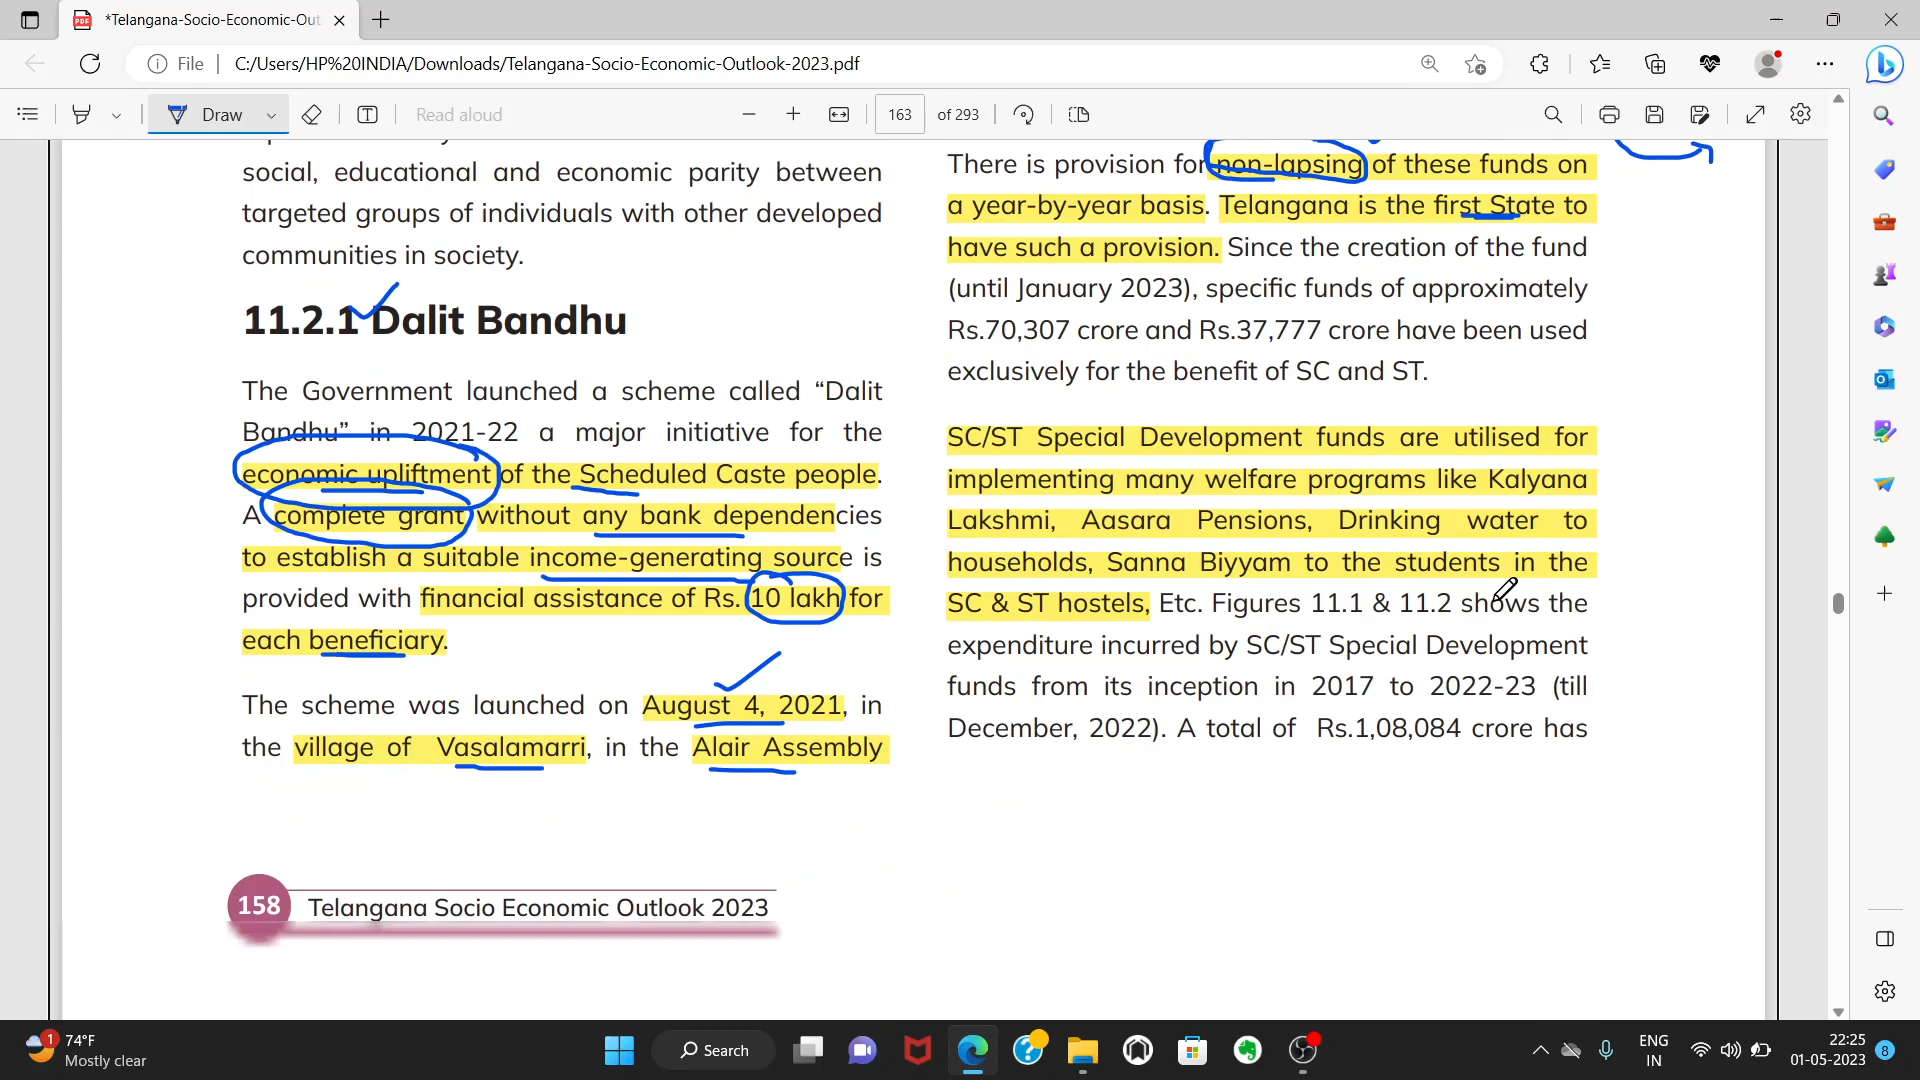 *Telangana-Socio-Economic-Out
File
C:/Users/HP%20INDIA/Downloads/Telangana-Socio-Economic-Outlook-2023.pdf
Draw
Read aloud
163
of 293
social, educational and economic parity between
targeted groups of individuals with other developed
communities in society.
11.2.1 Dalit Bandhu
The Government launched a scheme called “Dalit
Bandhu” in 2021-22 a major initiative for the
economic upliftment of the Scheduled Caste people.
A complete grant without any bank dependencies
to establish a suitable income-generating source is
provided with financial assistance of Rs. 10 lakh for
each beneficiary.
The scheme was launched on August 4, 2021, in
the village of Vasalamarri, in the Alair Assembly
There is provision for non-lapsing of these funds on
a year-by-year basis. Telangana is the first State to
have such a provision. Since the creation of the fund
(until January 2023), specific funds of approximately
Rs.70,307 crore and Rs.37,777 crore have been used
exclusively for the benefit of SC and ST.
SC/ST Special Development funds are utilised for
implementing many welfare programs like Kalyana
Lakshmi, Aasara Pensions, Drinking water to
households, Sanna Biyyam to the students in the
SC & ST hostels, Etc. Figures 11.1 & 11.2 shows the
expenditure incurred by SC/ST Special Development
funds from its inception in 2017 to 2022-23 (till
December, 2022). A total of Rs.1,08,084 crore has
158
Telangana Socio Economic Outlook 2023
1
74°F
Mostly clear
Search
ENG
IN
22:25
01-05-2023
8